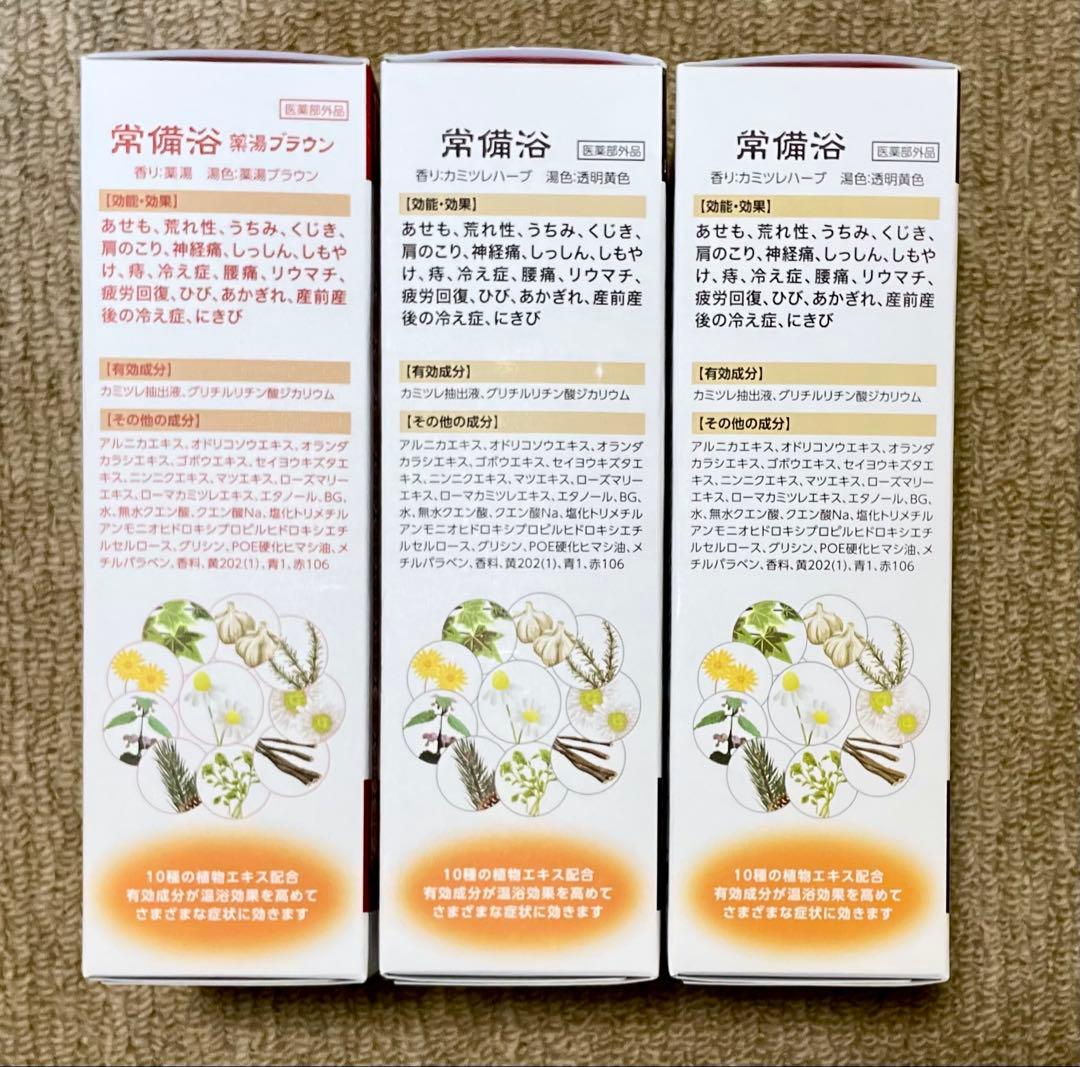 医薬部外品
常備浴 薬湯ブラウン
香り:薬湯 湯色:薬湯ブラウン
【効能・効果】
あせも、荒れ性、うちみ、くじき、
肩のこり、神経痛、しっしん、しもや
け、痔、冷え症、腰痛、リウマチ、
疲労回復、ひび、あかぎれ、産前産
後の冷え症、にきび
【有効成分】
カミツレ抽出液、グリチルリチン酸ジカリウム
【その他の成分】
アルニカエキス、オドリコソウエキス、オランダ
カラシエキス、ゴボウエキス、セイヨウキズタエ
キス、ニンニクエキス、マツエキス、ローズマリー
エキス、ローマカミツレエキス、エタノール、BG、
水、無水クエン酸、クエン酸Na、塩化トリメチル
アンモニオヒドロキシプロピルヒドロキシエチ
ルセルロース、グリシン、POE硬化ヒマシ油、メ
チルパラベン、香料、黄202(1)、青1、赤106
10種の植物エキス配合
有効成分が温浴効果を高めて
さまざまな症状に効きます
常備浴 医薬部外品
香り:カミツレハーブ 湯色:透明黄色
【効能・効果】
あせも、荒れ性、うちみ、くじき、
肩のこり、神経痛、しっしん、しもや
け、痔、冷え症、腰痛、リウマチ、
疲労回復、ひび、あかぎれ、産前産
後の冷え症、にきび
【有効成分】
カミツレ抽出液、グリチルリチン酸ジカリウム
【その他の成分】
アルニカエキス、オドリコソウエキス、オランダ
カラシエキス、ゴボウエキス、セイヨウキズタエ
キス、ニンニクエキス、マツエキス、ローズマリー
エキス、ローマカミツレエキス、エタノール、BG、
水、無水クエン酸、クエン酸Na、塩化トリメチル
アンモニオヒドロキシプロピルヒドロキシエチ
ルセルロース、グリシン、POE硬化ヒマシ油、メ
チルパラベン、香料、黄202(1)、青1、赤106
10種の植物エキス配合
有効成分が温浴効果を高めて
さまざまな症状に効きます
常備浴 医薬部外品
香り:カミツレハーブ 湯色:透明黄色
【効能・効果】
あせも、荒れ性、うちみ、くじき、
肩のこり、神経痛、しっしん、しもや
け、痔、冷え症、腰痛、リウマチ、
疲労回復、ひび、あかぎれ、産前産
後の冷え症、にきび
【有効成分】
カミツレ抽出液、グリチルリチン酸ジカリウム
【その他の成分】
アルニカエキス、オドリコソウエキス、オランダ
カラシエキス、ゴボウエキス、セイヨウキズタエ
キス、ニンニクエキス、マツエキス、ローズマリー
エキス、ローマカミツレエキス、エタノール、BG、
水、無水クエン酸、クエン酸Na、塩化トリメチル
アンモニオヒドロキシプロピルヒドロキシエチ
ルセルロース、グリシン、POE硬化ヒマシ油、メ
チルパラベン、香料、黄202(1)、青1、赤106
10種の植物エキス配合
有効成分が温浴効果を高めて
さまざまな症状に効きます